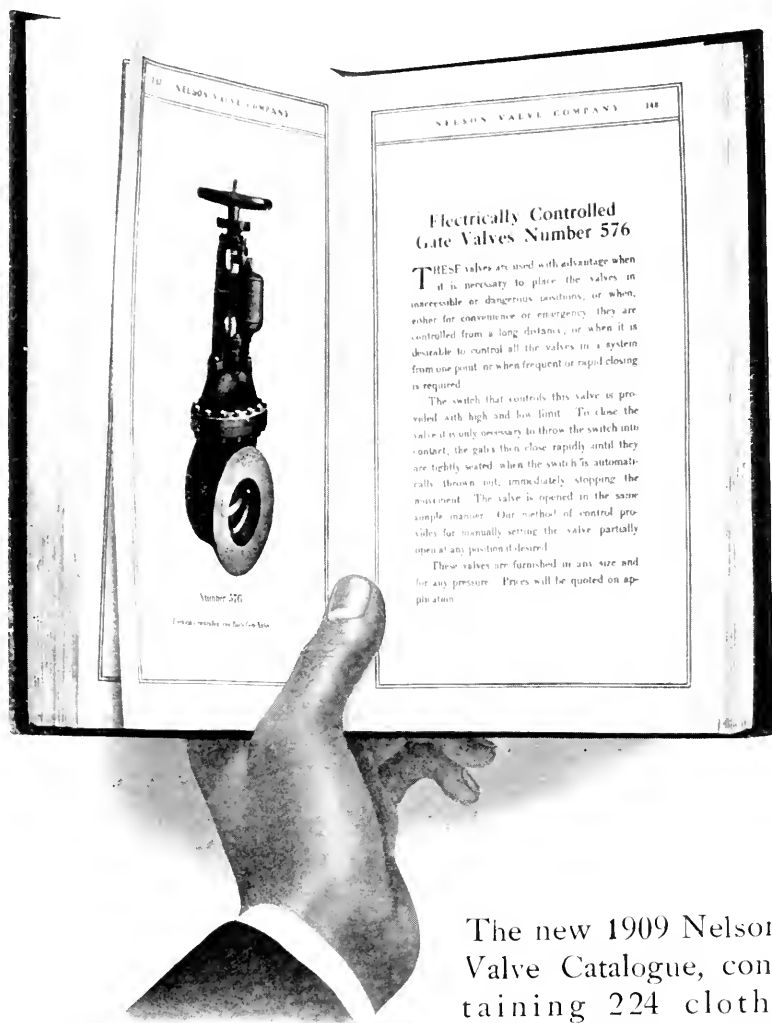 NELSON VALVE COMPANY
Number 576
NELSON VALVE COMPANY 148
Electrically Controlled
Gate Valves Number 576
THESE valves are used with advantage when
it is necessary to place the valves in
inaccessible or dangerous positions, or when,
either for convenience or emergency they are
controlled from a long distance, or when it is
desirable to control all the valves in a system
from one point or when frequent or rapid closing
is required
The switch that controls this valve is pro-
vided with high and low limit To close the
valve it is only necessary to throw the switch into
contact, the gates then close rapidly until they
are tightly seated when the switch is automati-
cally thrown out, immediately stopping the
movement The valve is opened in the same
simple manner Our method of control pro-
vides for manually setting the valve partially
open at any position if desired
These valves are furnished in any size and
for any pressure Prices will be quoted on ap-
plication
The new 1909 Nelson
Valve Catalogue, con
taining 224 cloth